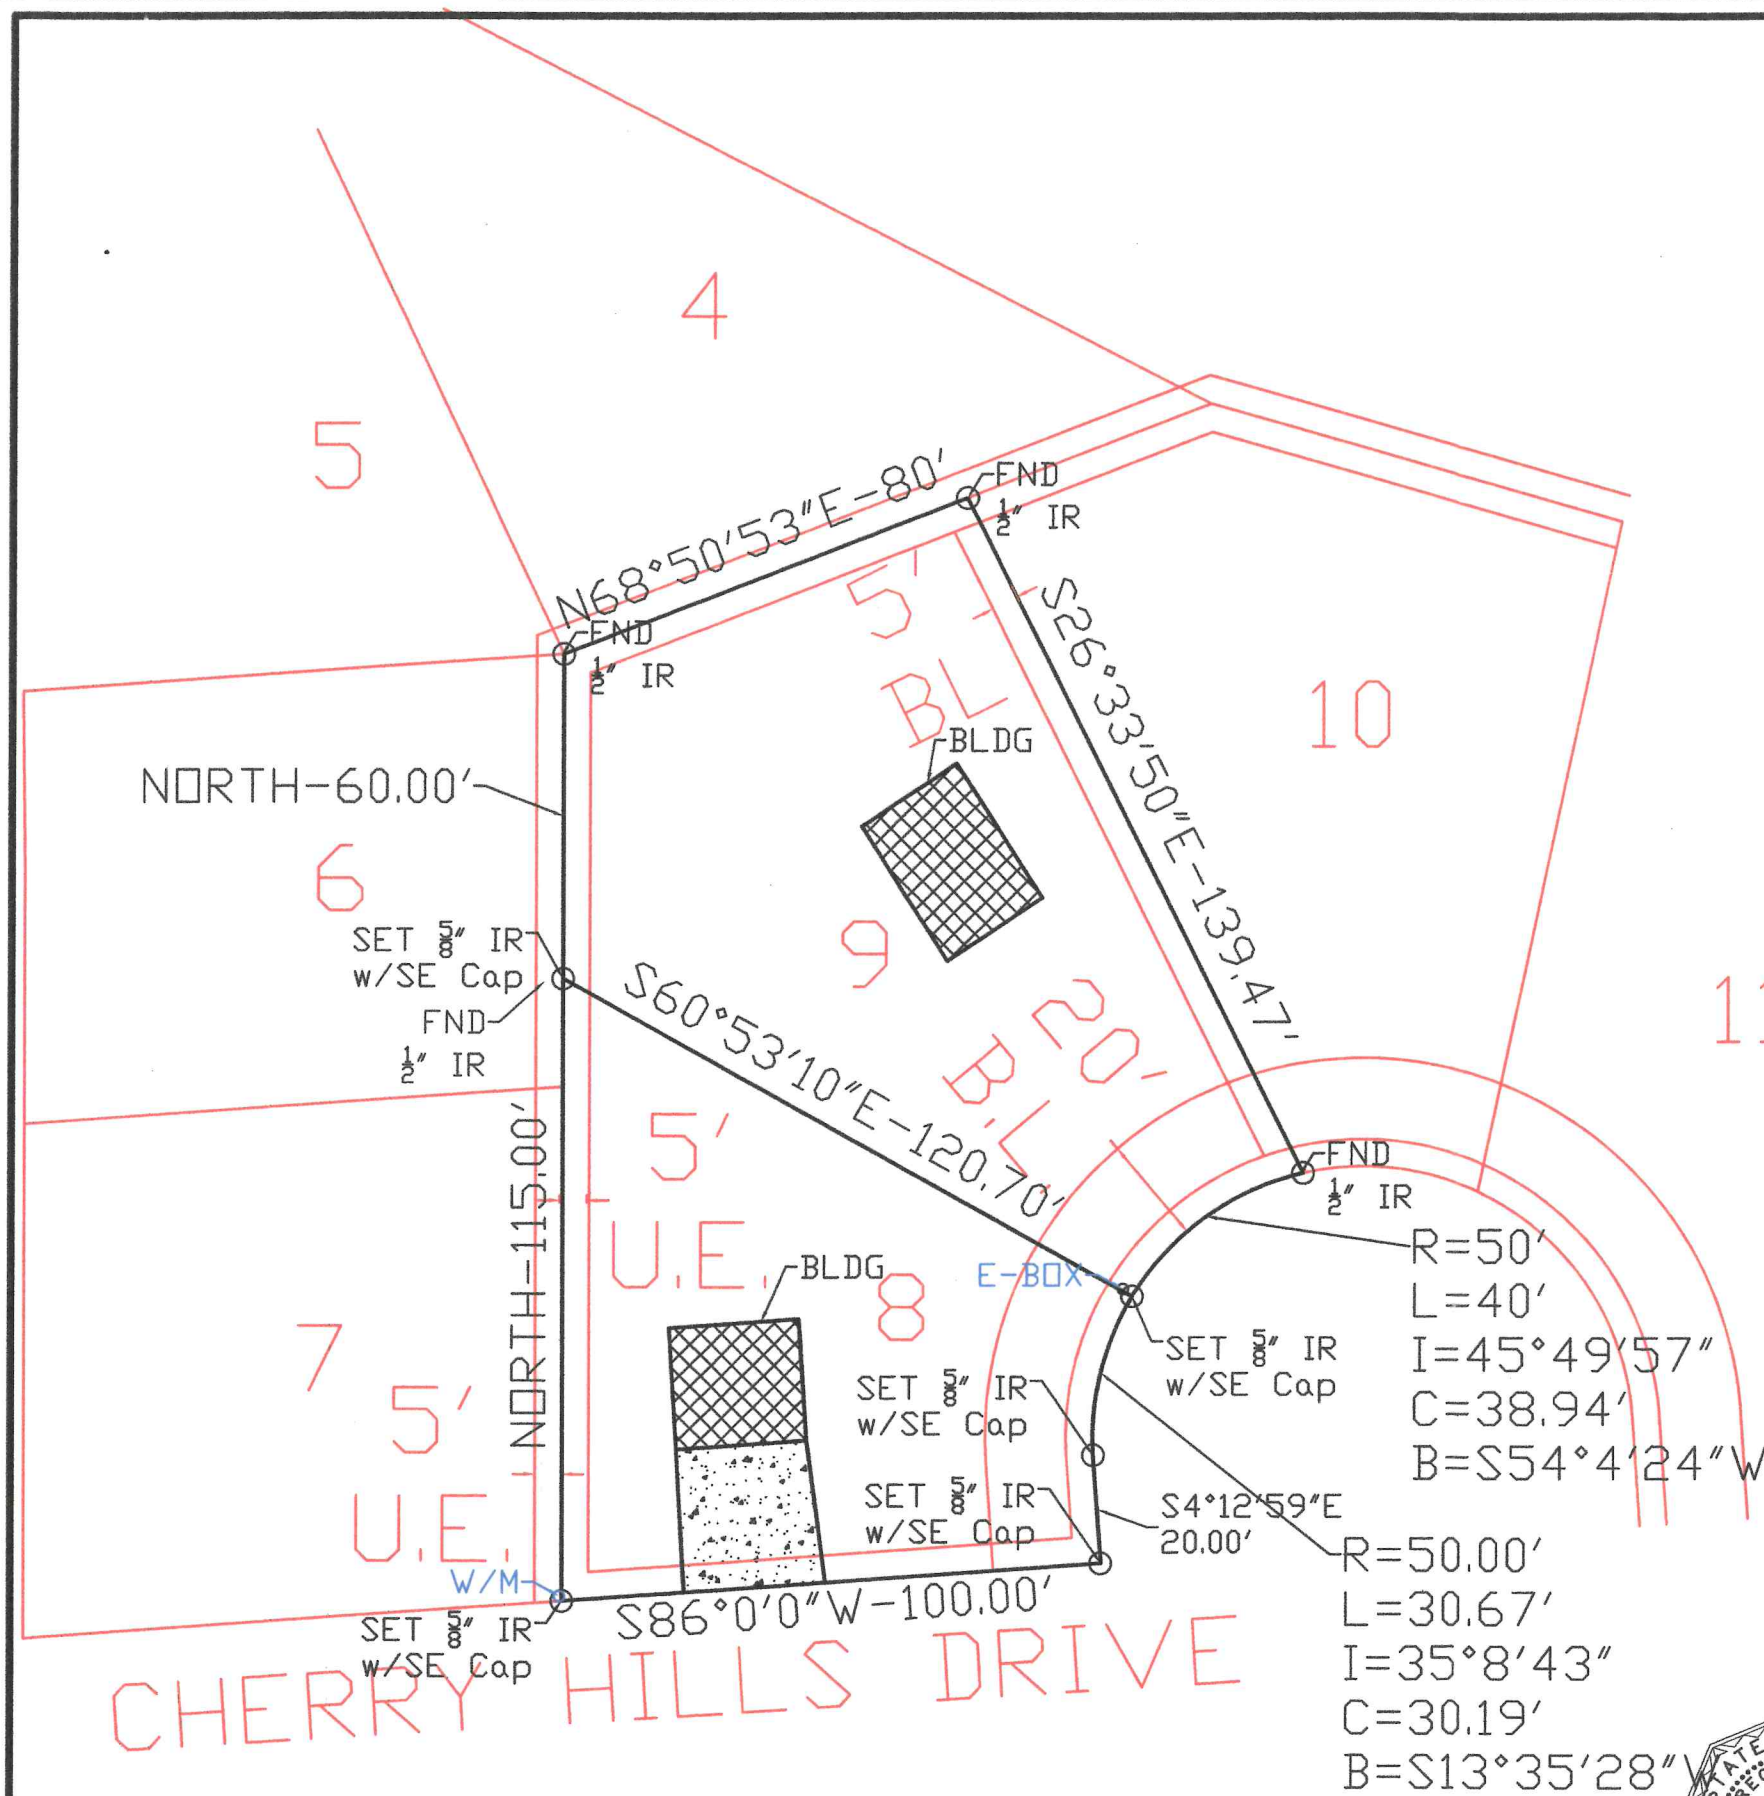 4
5
N68°50'53"E-80'
FND
1/2" IR
FND
1/2" IR
5'
BL
S26°33'50"E-139.47'
10
BLDG
NORTH-60.00'
6
9
SET 5/8" IR
w/SE Cap
FND
1/2" IR
S60°53'10"E-120.70'
20'
B.L.
11
NORTH-115.00'
5'
U.E.
FND
1/2" IR
R=50'
L=40'
I=45°49'57"
C=38.94'
B=S54°4'24"W
BLDG
8
E-BOX
SET 5/8" IR
w/SE Cap
7
5'
U.E.
SET 5/8" IR
w/SE Cap
SET 5/8" IR
w/SE Cap
S4°12'59"E
20.00'
R=50.00'
L=30.67'
I=35°8'43"
C=30.19'
B=S13°35'28"W
W/M
SET 5/8" IR
w/SE Cap
S86°0'0"W-100.00'
CHERRY HILLS DRIVE
STATE